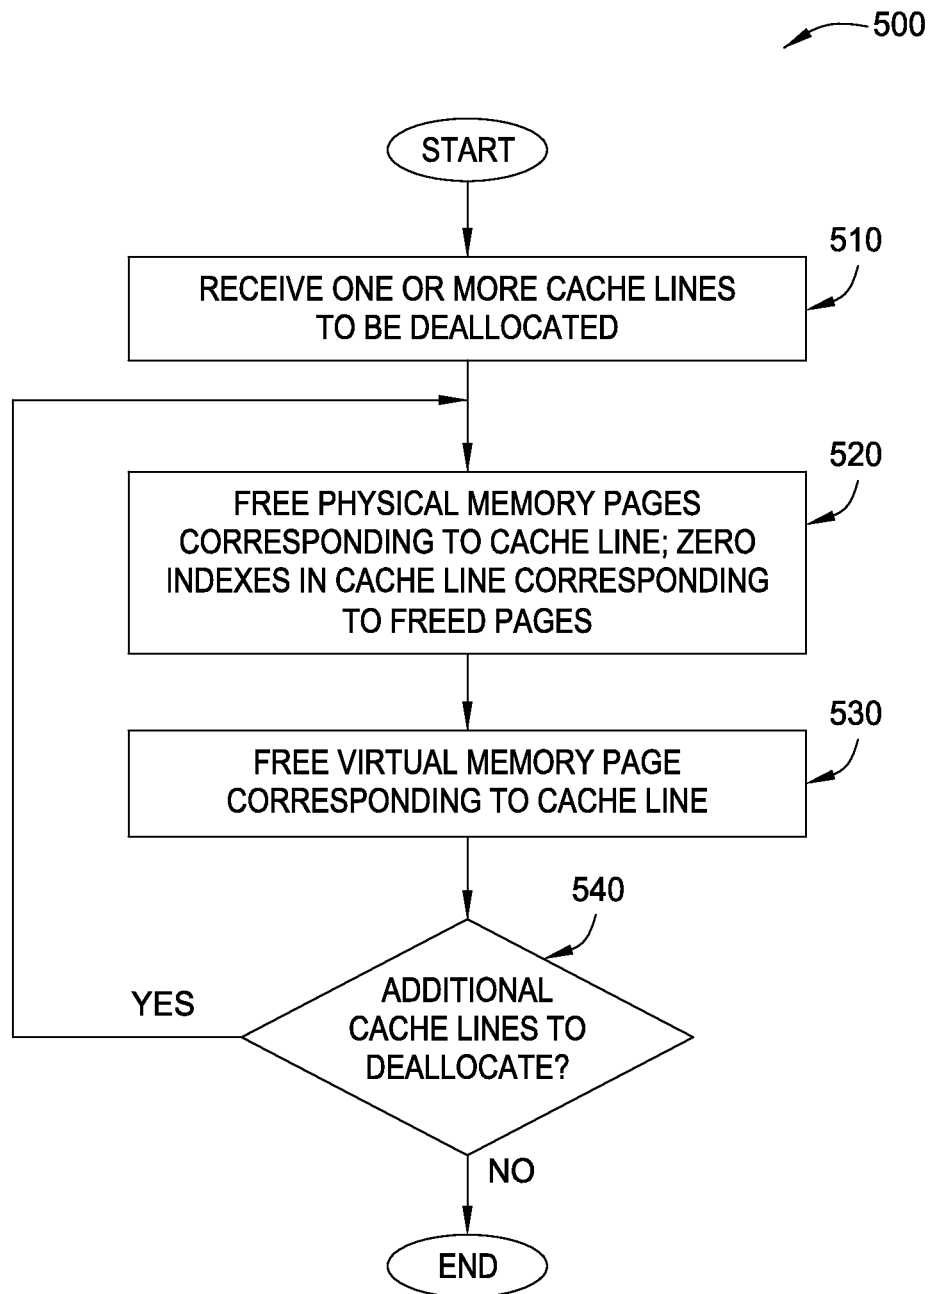 500
START
510
RECEIVE ONE OR MORE CACHE LINES
TO BE DEALLOCATED
520
FREE PHYSICAL MEMORY PAGES
CORRESPONDING TO CACHE LINE; ZERO
INDEXES IN CACHE LINE CORRESPONDING
TO FREED PAGES
530
FREE VIRTUAL MEMORY PAGE
CORRESPONDING TO CACHE LINE
540
ADDITIONAL
CACHE LINES TO
DEALLOCATE?
YES
NO
END